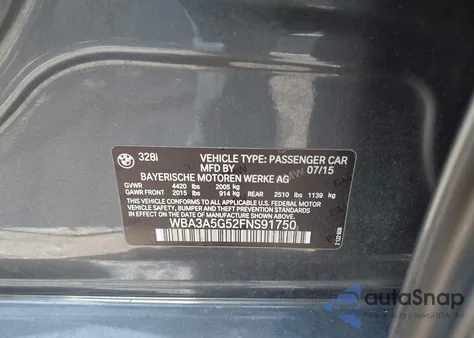 328i VEHICLE TYPE: PASSENGER CAR
MFD BY 07/15
BAYERISCHE MOTOREN WERKE AG
GVWR 4420 lbs 2005 kg
GAWR FRONT 2015 lbs 914 kg REAR 2510 lbs 1139 kg
THIS VEHICLE CONFORMS TO ALL APPLICABLE U.S. FEDERAL MOTOR
VEHICLE SAFETY, BUMPER, AND THEFT PREVENTION STANDARDS
IN EFFECT ON THE DATE OF MANUFACTURE SHOWN ABOVE.
WBA3A5G52FNS91750
autoSnap